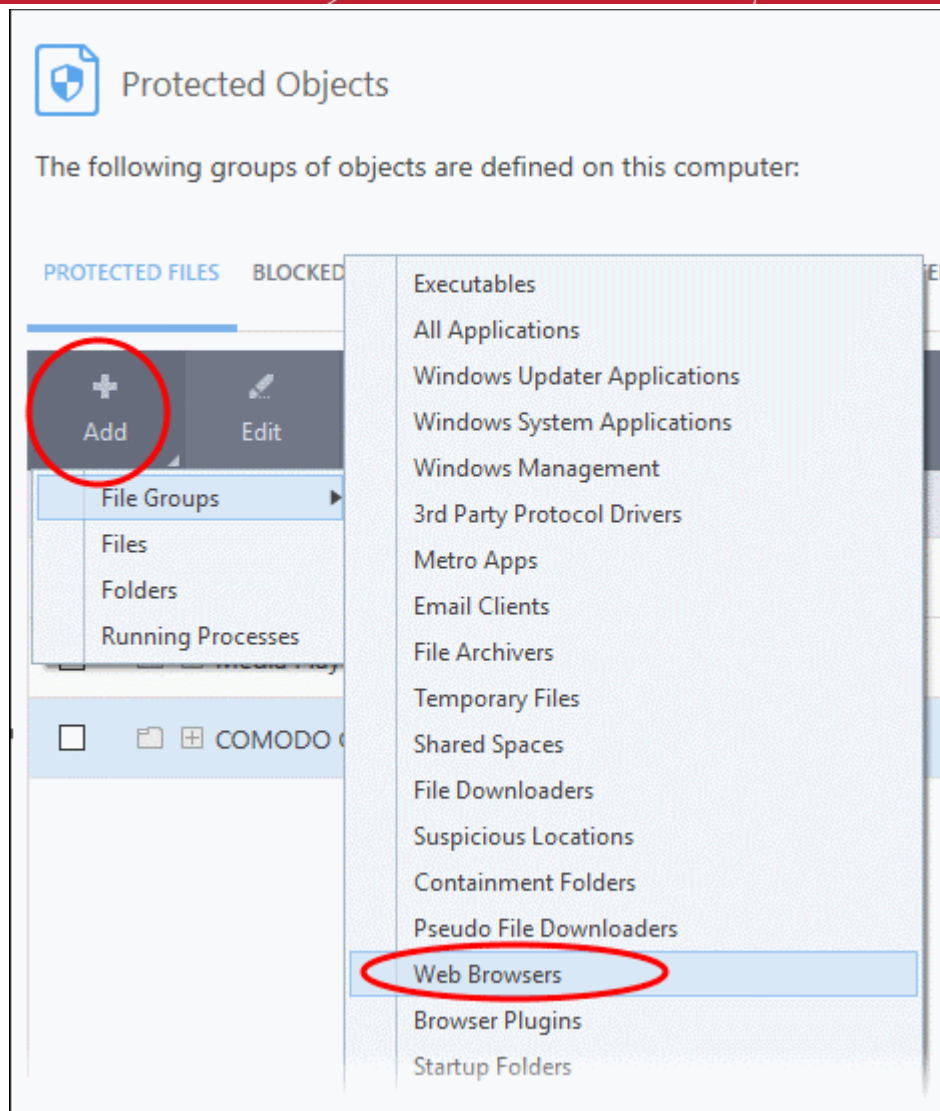 Protected Objects
The following groups of objects are defined on this computer:
PROTECTED FILES BLOCKED
Add Edit
File Groups
Files
Folders
Running Processes
COMODO
Executables
All Applications
Windows Updater Applications
Windows System Applications
Windows Management
3rd Party Protocol Drivers
Metro Apps
Email Clients
File Archivers
Temporary Files
Shared Spaces
File Downloaders
Suspicious Locations
Containment Folders
Pseudo File Downloaders
Web Browsers
Browser Plugins
Startup Folders